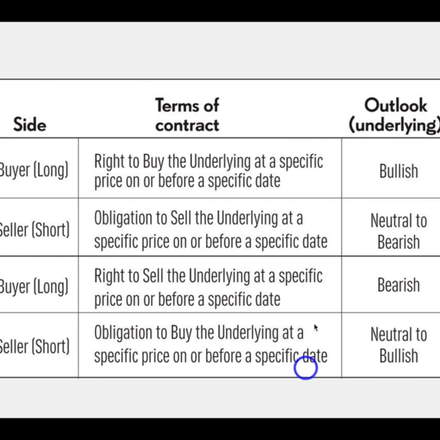 Side
Terms of
contract
Outlook
(underlying)
Buyer (Long)
Right to Buy the Underlying at a specific
price on or before a specific date
Bullish
Seller (Short)
Obligation to Sell the Underlying at a
specific price on or before a specific date
Neutral to
Bearish
Buyer (Long)
Right to Sell the Underlying at a specific
price on or before a specific date
Bearish
Seller (Short)
Obligation to Buy the Underlying at a
specific price on or before a specific date
Neutral to
Bullish